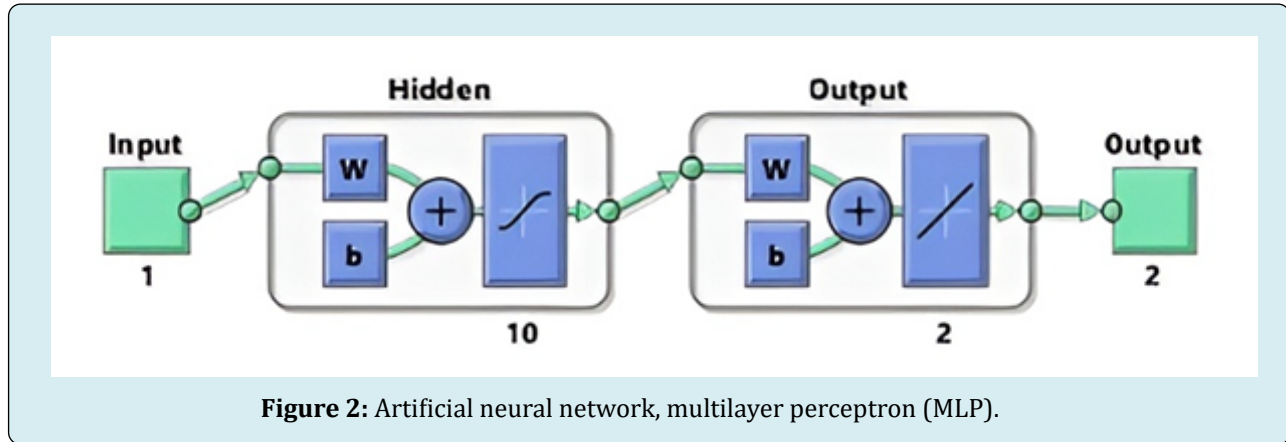 Hidden
Output
Input
Output
W
W
+
+
b
b
1
2
10
2
Figure 2: Artificial neural network, multilayer perceptron (MLP).